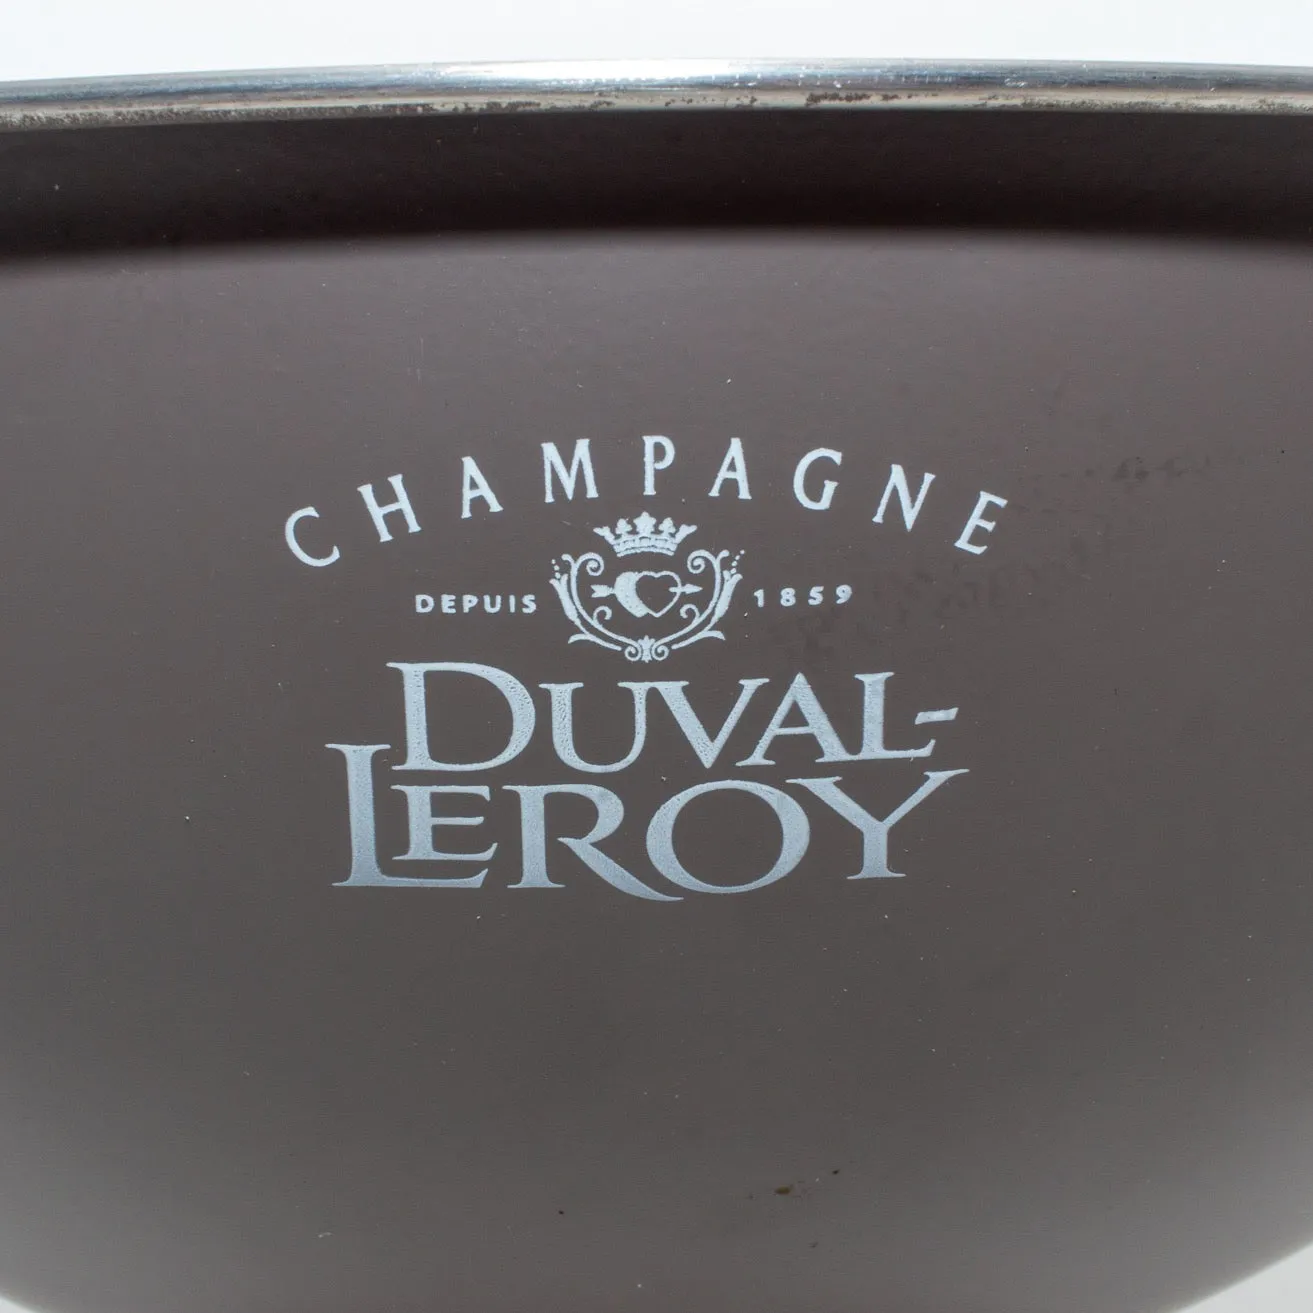 CHAMPAGNE
DEPUIS 1859
DUVAL-
LEROY